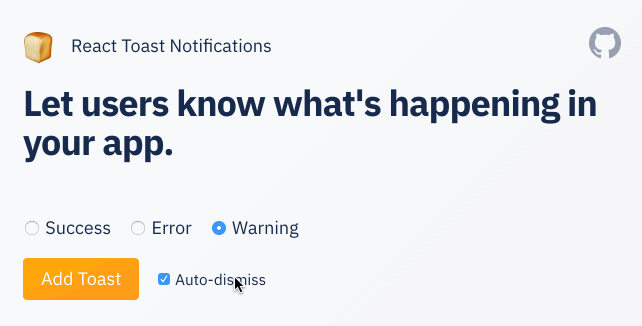 React Toast Notifications
Let users know what's happening in
your app.
Success Error Warning
Add Toast Auto-dismiss